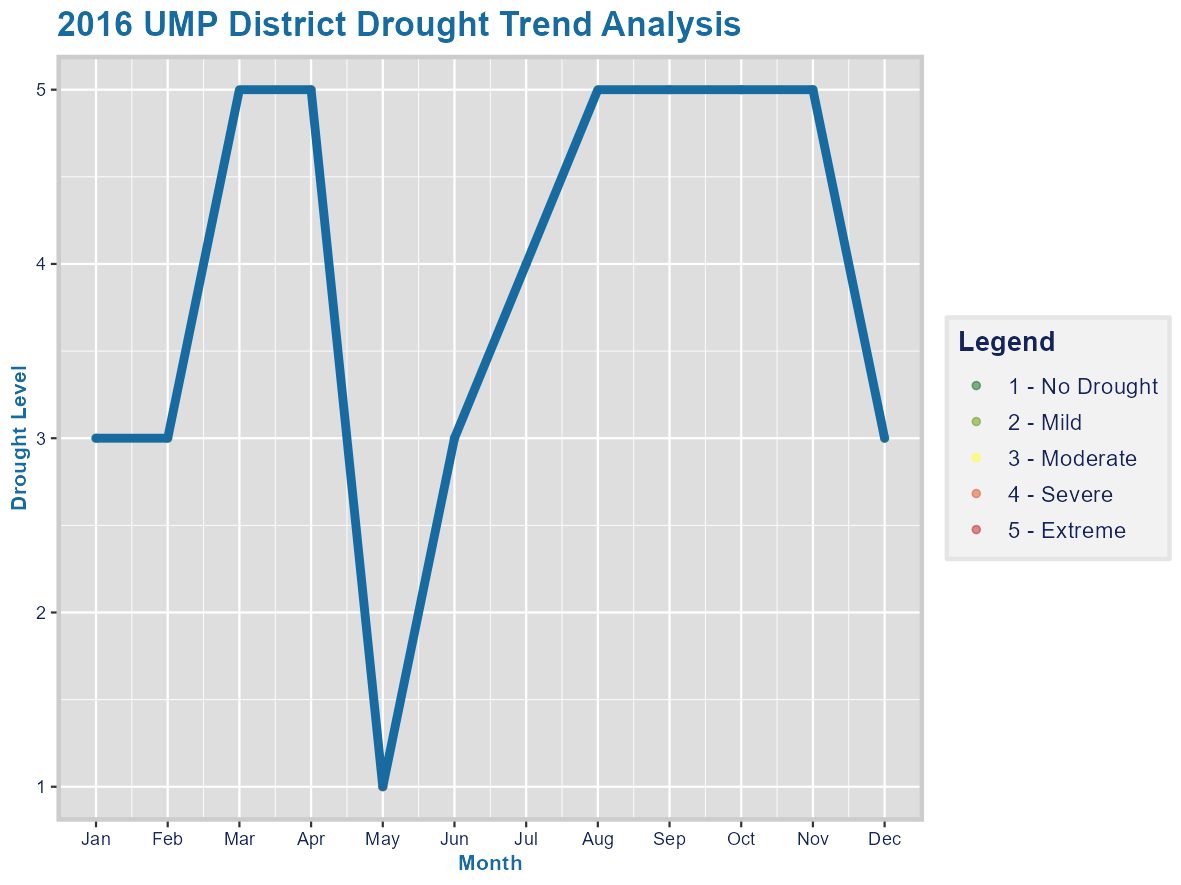 2016 UMP District Drought Trend Analysis
Drought Level
5
4
3
2
1
Jan Feb Mar Apr May Jun Jul Aug Sep Oct Nov Dec
Month
Legend
1 - No Drought
2 - Mild
3 - Moderate
4 - Severe
5 - Extreme